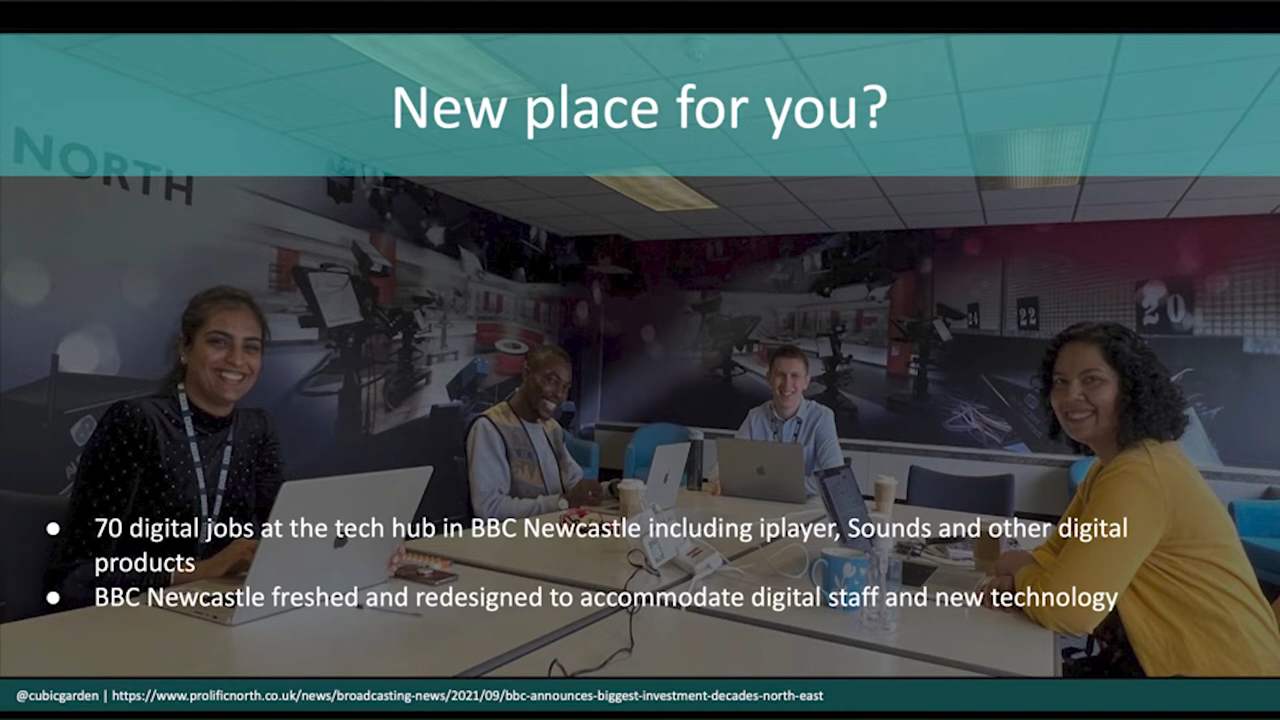 New place for you?
NORTH
22
20
● 70 digital jobs at the tech hub in BBC Newcastle including iplayer, Sounds and other digital
products
● BBC Newcastle freshed and redesigned to accommodate digital staff and new technology
@cubicgarden | https://www.prolificnorth.co.uk/news/broadcasting-news/2021/09/bbc-announces-biggest-investment-decades-north-east